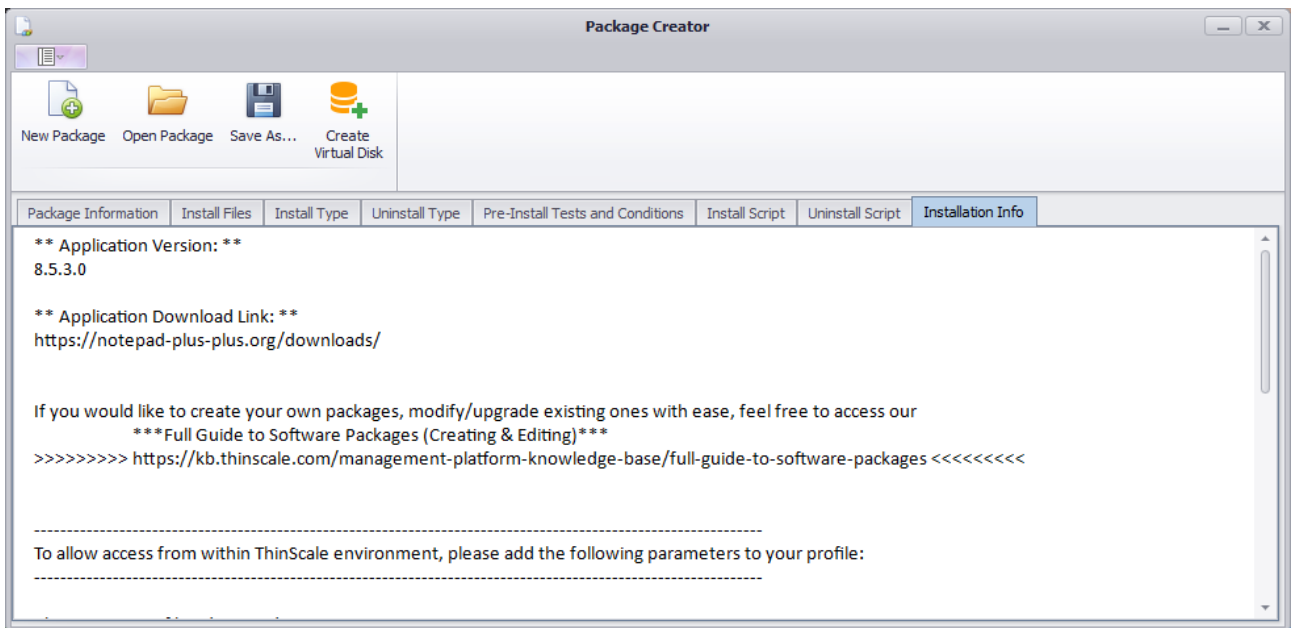 Package Creator
New Package
Open Package
Save As...
Create
Virtual Disk
Package Information
Install Files
Install Type
Uninstall Type
Pre-Install Tests and Conditions
Install Script
Uninstall Script
Installation Info
** Application Version: **
8.5.3.0
** Application Download Link: **
https://notepad-plus-plus.org/downloads/
If you would like to create your own packages, modify/upgrade existing ones with ease, feel free to access our
***Full Guide to Software Packages (Creating & Editing)***
>>>>>>>>> https://kb.thinscale.com/management-platform-knowledge-base/full-guide-to-software-packages <<<<<<<<<
----------------------------------------------------------------------------------------------------------------
To allow access from within ThinScale environment, please add the following parameters to your profile:
----------------------------------------------------------------------------------------------------------------